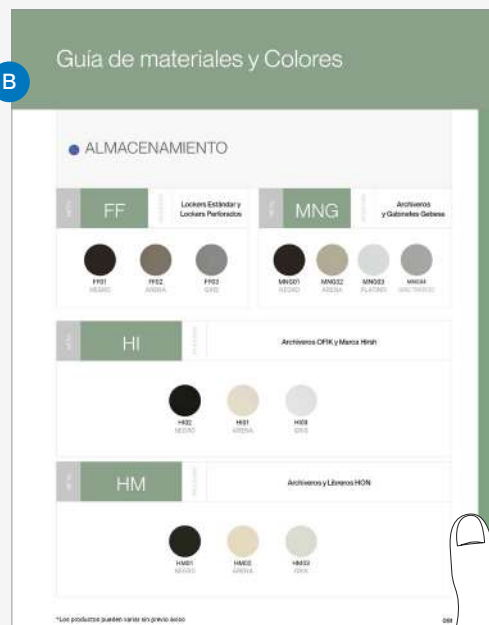 Guía de materiales y Colores
B
ALMACENAMIENTO
FF
Lockers Estándar y
Lockers Perforados
MNG
Archiveros
y Gabinetes Gebesa
FF01
NEGRO
FF02
ARENA
FF03
GRIS
MNG01
NEGRO
MNG02
ARENA
MNG03
PLATINO
MNG04
HI
Archiveros OFIK y Marca Hirsh
HI02
NEGRO
HI01
ARENA
HI03
GRIS
HM
Archiveros y Libreros HON
HM01
NEGRO
HM02
ARENA
HM03
GRIS
*Los productos pueden variar sin previo aviso